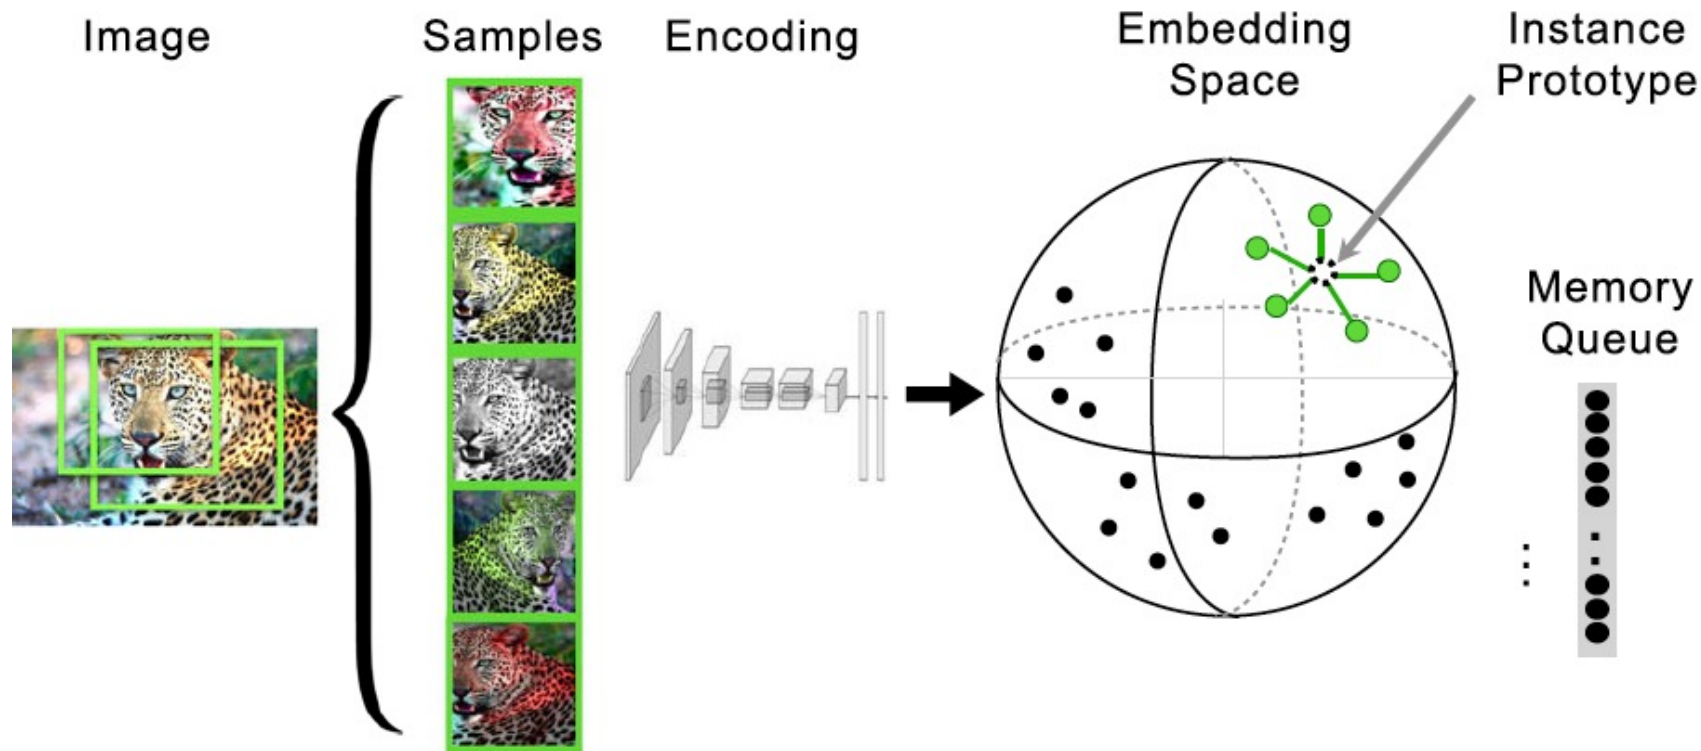 Image
Samples
Encoding
Embedding
Space
Instance
Prototype
Memory
Queue